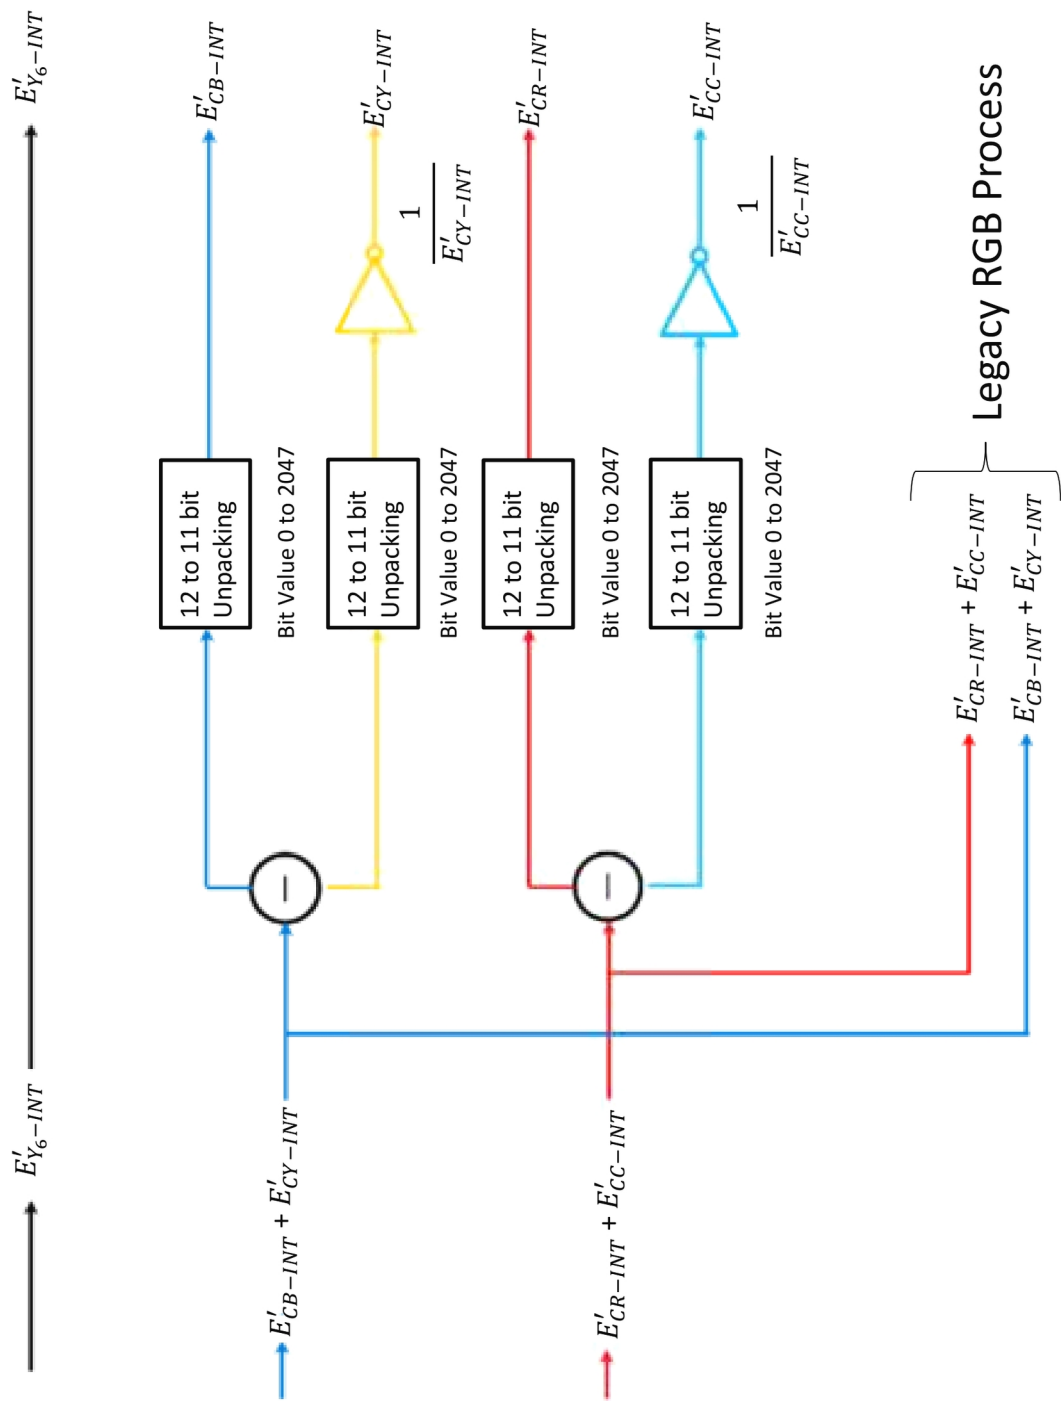 E′_{Y₆−INT}
E′_{Y₆−INT}
E′_{CB−INT} + E′_{CY−INT}
12 to 11 bit
Unpacking
Bit Value 0 to 2047
E′_{CB−INT}
12 to 11 bit
Unpacking
Bit Value 0 to 2047
1
E′_{CY−INT}
E′_{CY−INT}
E′_{CR−INT} + E′_{CC−INT}
12 to 11 bit
Unpacking
Bit Value 0 to 2047
E′_{CR−INT}
12 to 11 bit
Unpacking
Bit Value 0 to 2047
1
E′_{CC−INT}
E′_{CC−INT}
−
−
E′_{CR−INT} + E′_{CC−INT}
E′_{CB−INT} + E′_{CY−INT}
Legacy RGB Process